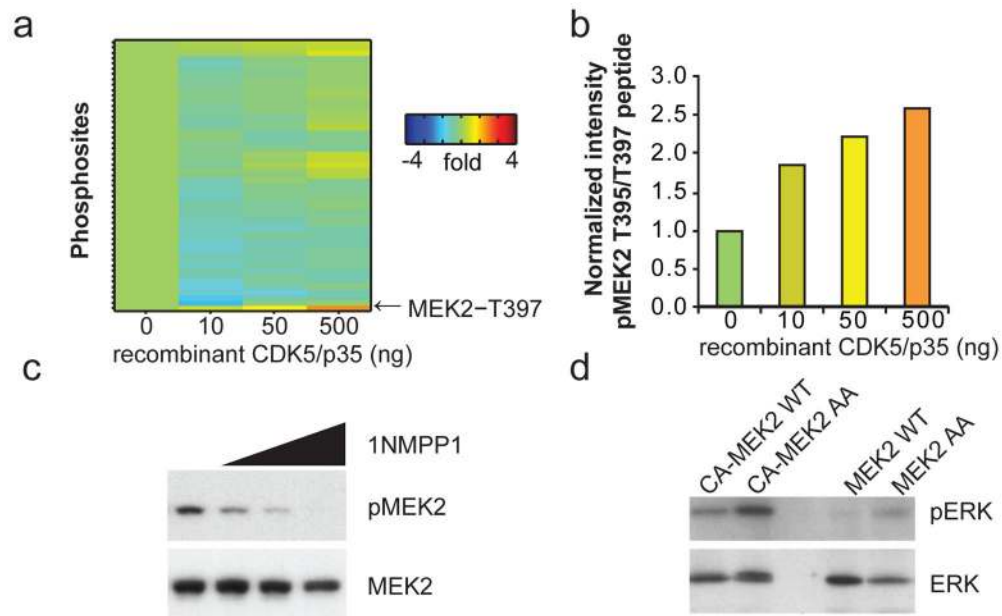 a
Phosphosites
0 10 50 500
recombinant CDK5/p35 (ng)
-4 fold 4
← MEK2−T397
b
Normalized intensity
pMEK2 T395/T397 peptide
3.0
2.5
2.0
1.5
1.0
0.5
0.0
0 10 50 500
recombinant CDK5/p35 (ng)
c
1NMPP1
pMEK2
MEK2
d
CA-MEK2 WT
CA-MEK2 AA
MEK2 WT
MEK2 AA
pERK
ERK